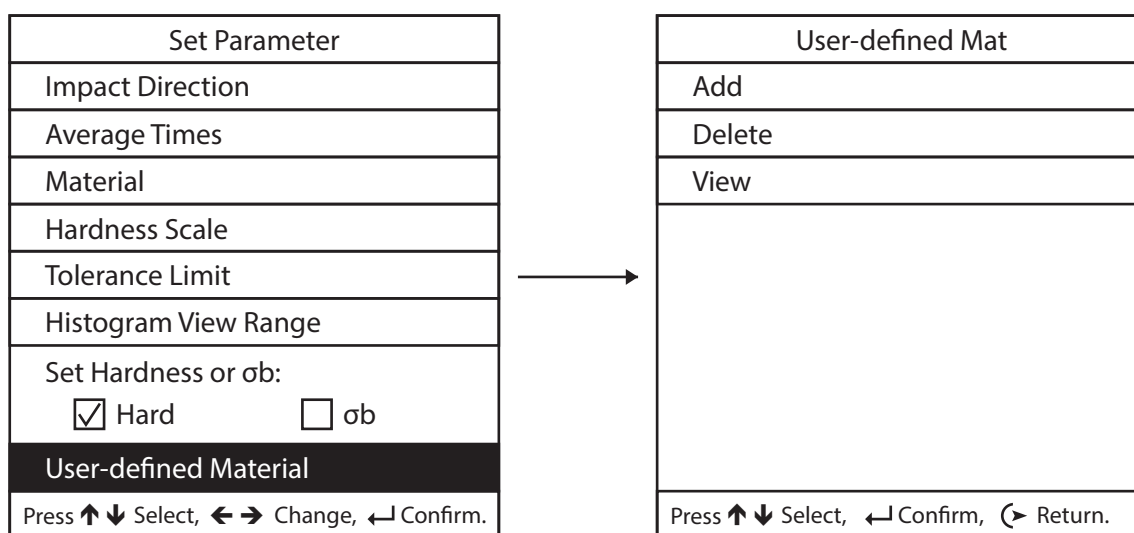 Set Parameter
Impact Direction
Average Times
Material
Hardness Scale
Tolerance Limit
Histogram View Range
Set Hardness or σb:
Hard σb
User-defined Material
Press ↑ ↓ Select, ← → Change, ↵ Confirm.
User-defined Mat
Add
Delete
View
Press ↑ ↓ Select, ↵ Confirm, Return.